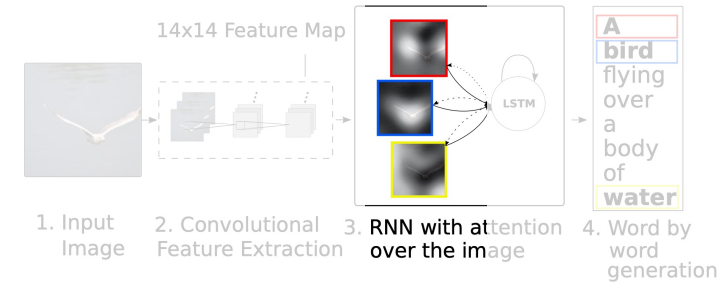 14x14 Feature Map
LSTM
A
bird
flying
over
a
body
of
water
1. Input
Image
2. Convolutional
Feature Extraction
3. RNN with attention
over the image
4. Word by
word
generation